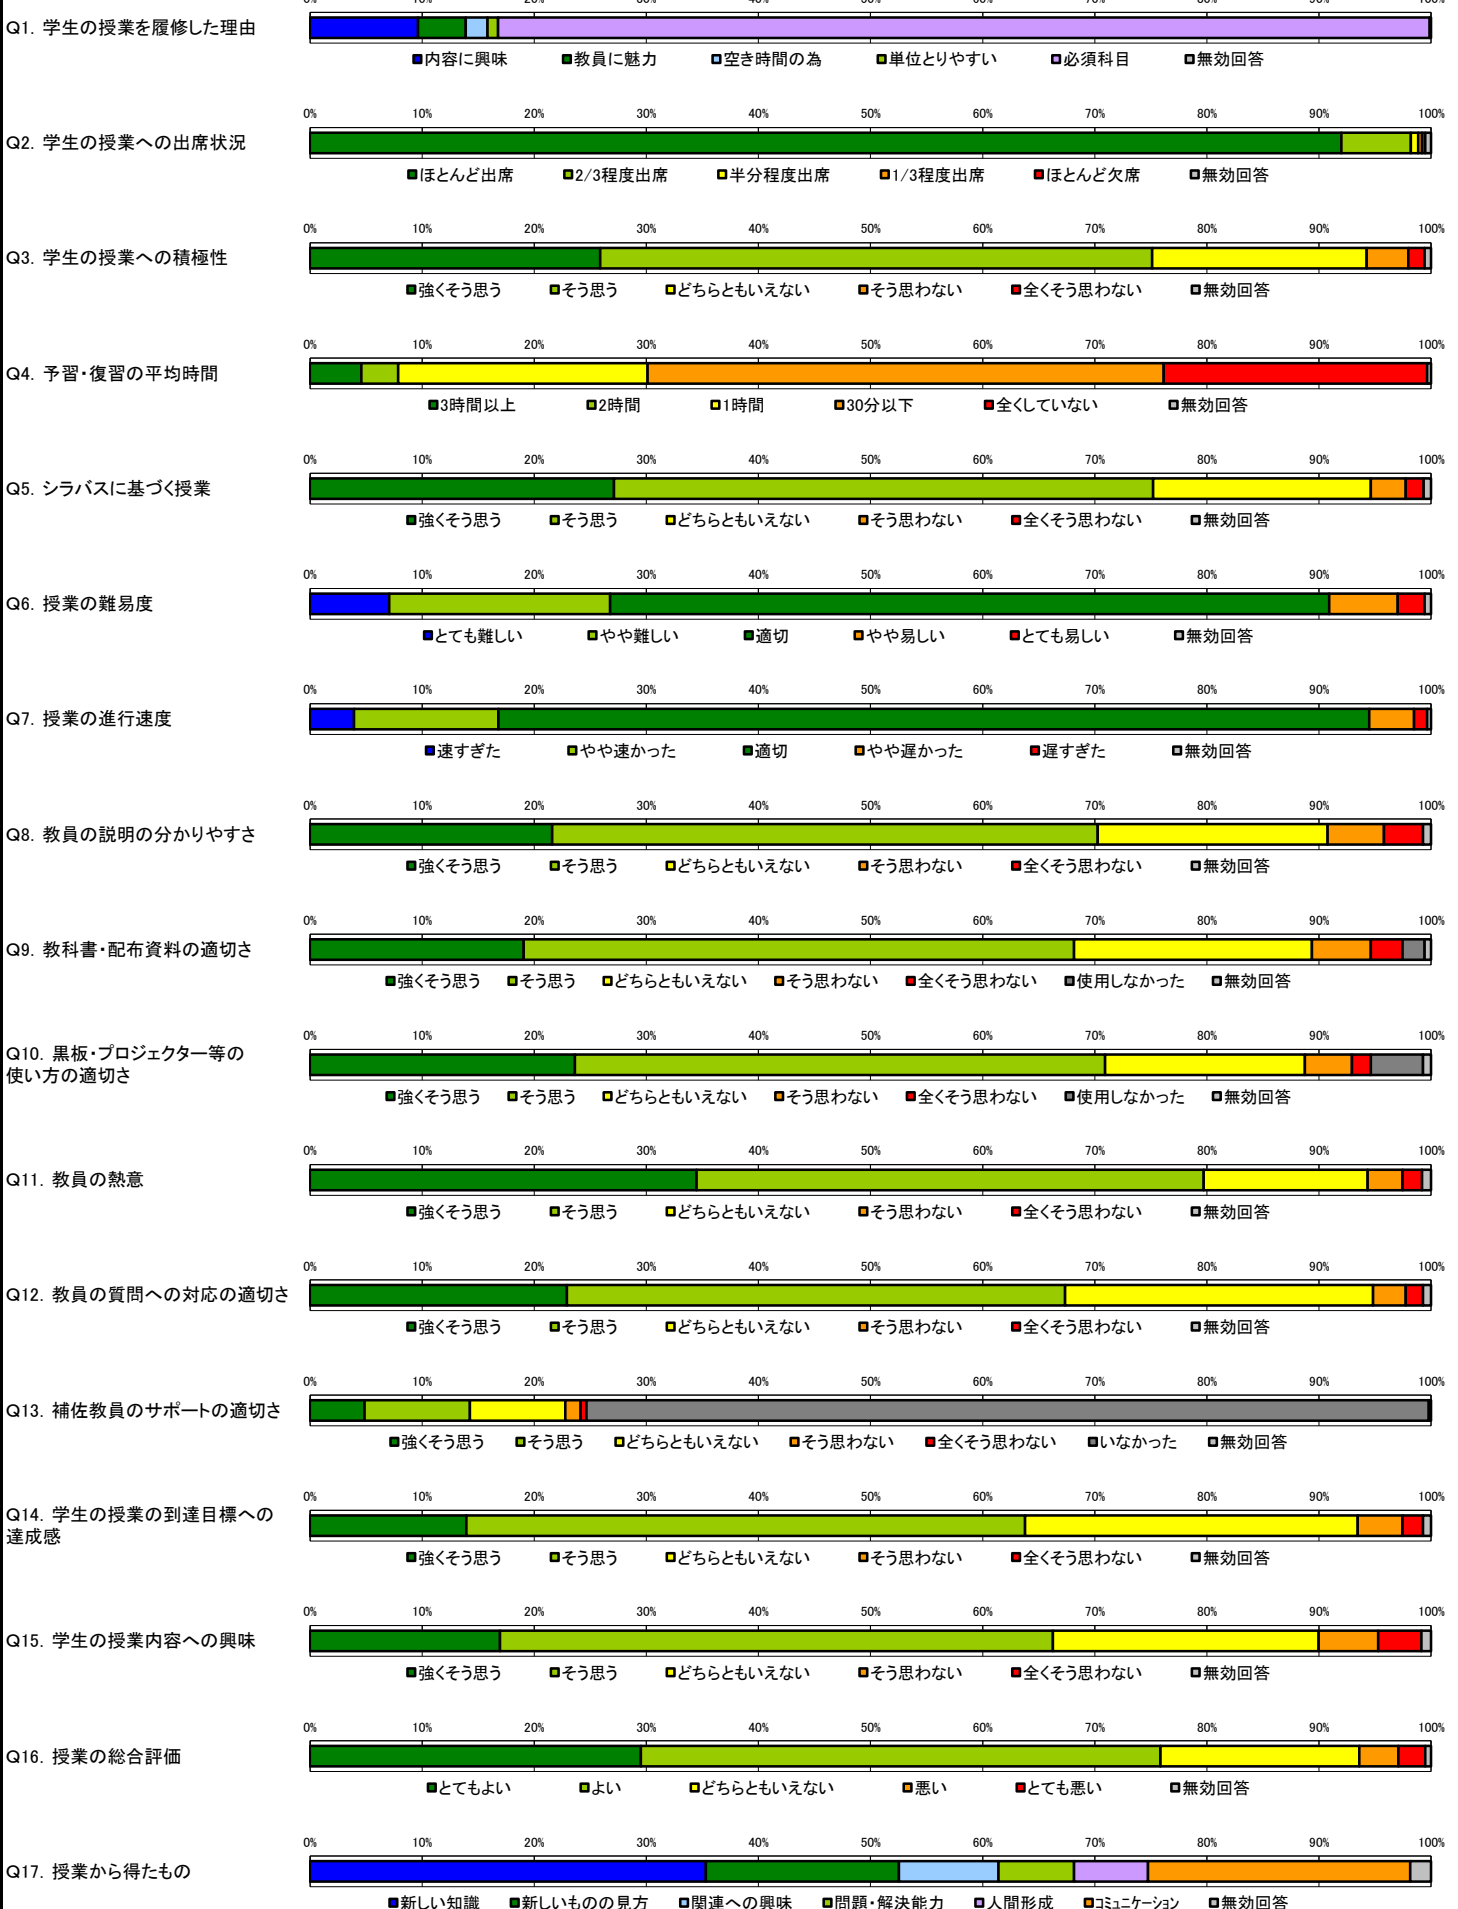 Q1. 学生の授業を履修した理由
■内容に興味 ■教員に魅力 □空き時間の為 □単位とりやすい □必須科目 □無効回答
0% 10% 20% 30% 40% 50% 60% 70% 80% 90% 100%
Q2. 学生の授業への出席状況
■ほとんど出席 □2/3程度出席 □半分程度出席 □1/3程度出席 ■ほとんど欠席 □無効回答
0% 10% 20% 30% 40% 50% 60% 70% 80% 90% 100%
Q3. 学生の授業への積極性
■強くそう思う □そう思う □どちらともいえない □そう思わない ■全くそう思わない □無効回答
0% 10% 20% 30% 40% 50% 60% 70% 80% 90% 100%
Q4. 予習・復習の平均時間
■3時間以上 □2時間 □1時間 □30分以下 ■全くしていない □無効回答
0% 10% 20% 30% 40% 50% 60% 70% 80% 90% 100%
Q5. シラバスに基づく授業
■強くそう思う □そう思う □どちらともいえない □そう思わない ■全くそう思わない □無効回答
0% 10% 20% 30% 40% 50% 60% 70% 80% 90% 100%
Q6. 授業の難易度
■とても難しい □やや難しい ■適切 □やや易しい ■とても易しい □無効回答
0% 10% 20% 30% 40% 50% 60% 70% 80% 90% 100%
Q7. 授業の進行速度
■速すぎた □やや速かった ■適切 □やや遅かった ■遅すぎた □無効回答
0% 10% 20% 30% 40% 50% 60% 70% 80% 90% 100%
Q8. 教員の説明の分かりやすさ
■強くそう思う □そう思う □どちらともいえない □そう思わない ■全くそう思わない □無効回答
0% 10% 20% 30% 40% 50% 60% 70% 80% 90% 100%
Q9. 教科書・配布資料の適切さ
■強くそう思う □そう思う □どちらともいえない □そう思わない ■全くそう思わない ■使用しなかった □無効回答
0% 10% 20% 30% 40% 50% 60% 70% 80% 90% 100%
Q10. 黒板・プロジェクター等の
使い方の適切さ
■強くそう思う □そう思う □どちらともいえない □そう思わない ■全くそう思わない ■使用しなかった □無効回答
0% 10% 20% 30% 40% 50% 60% 70% 80% 90% 100%
Q11. 教員の熱意
■強くそう思う □そう思う □どちらともいえない □そう思わない ■全くそう思わない □無効回答
0% 10% 20% 30% 40% 50% 60% 70% 80% 90% 100%
Q12. 教員の質問への対応の適切さ
■強くそう思う □そう思う □どちらともいえない □そう思わない ■全くそう思わない □無効回答
0% 10% 20% 30% 40% 50% 60% 70% 80% 90% 100%
Q13. 補佐教員のサポートの適切さ
■強くそう思う □そう思う □どちらともいえない □そう思わない ■全くそう思わない ■いなかった □無効回答
0% 10% 20% 30% 40% 50% 60% 70% 80% 90% 100%
Q14. 学生の授業の到達目標への
達成感
■強くそう思う □そう思う □どちらともいえない □そう思わない ■全くそう思わない □無効回答
0% 10% 20% 30% 40% 50% 60% 70% 80% 90% 100%
Q15. 学生の授業内容への興味
■強くそう思う □そう思う □どちらともいえない □そう思わない ■全くそう思わない □無効回答
0% 10% 20% 30% 40% 50% 60% 70% 80% 90% 100%
Q16. 授業の総合評価
■とてもよい □よい □どちらともいえない □悪い ■とても悪い □無効回答
0% 10% 20% 30% 40% 50% 60% 70% 80% 90% 100%
Q17. 授業から得たもの
■新しい知識 ■新しいものの見方 □関連への興味 □問題・解決能力 □人間形成 □コミュニケーション □無効回答